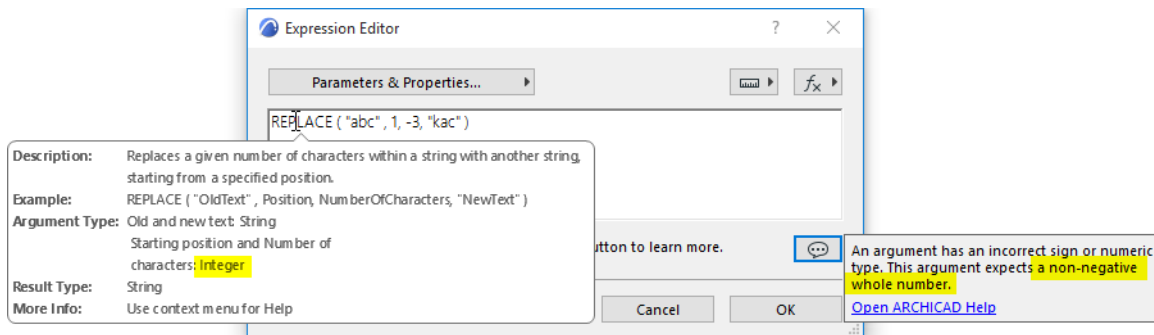 Expression Editor
?
Parameters & Properties...
fx
REPLACE ( "abc" , 1, -3, "kac" )
Description: Replaces a given number of characters within a string with another string,
starting from a specified position.
Example: REPLACE ( "OldText" , Position, NumberOfCharacters, "NewText" )
Argument Type: Old and new text: String
Starting position and Number of
characters: Integer
Result Type: String
More Info: Use context menu for Help
utton to learn more.
An argument has an incorrect sign or numeric
type. This argument expects a non-negative
whole number.
Open ARCHICAD Help
Cancel
OK